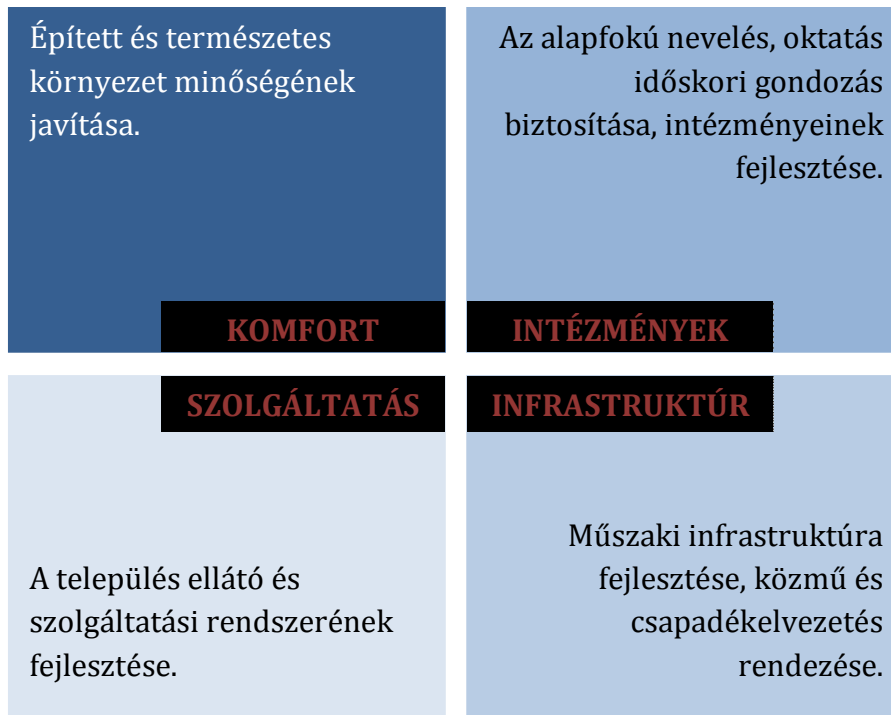 Épített és természetes
környezet minőségének
javítása.
KOMFORT
Az alapfokú nevelés, oktatás
időskori gondozás
biztosítása, intézményeinek
fejlesztése.
INTÉZMÉNYEK
SZOLGÁLTATÁS
A település ellátó és
szolgáltatási rendszerének
fejlesztése.
INFRASTRUKTÚR
Műszaki infrastruktúra
fejlesztése, közmű és
csapadékelvezetés
rendezése.